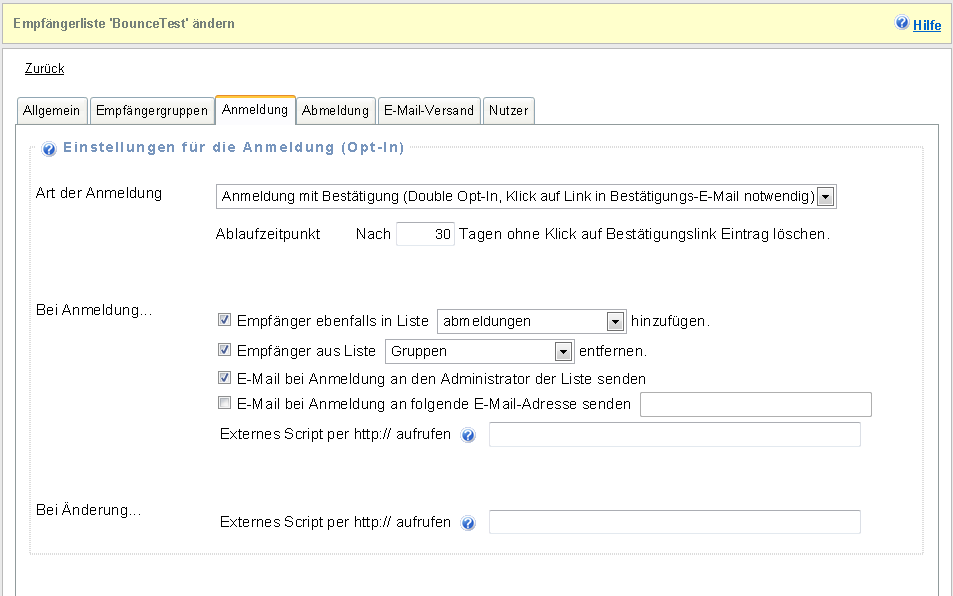 Empfängerliste 'BounceTest' ändern
Hilfe
Zurück
Allgemein Empfängergruppen Anmeldung Abmeldung E-Mail-Versand Nutzer
Einstellungen für die Anmeldung (Opt-In)
Art der Anmeldung Anmeldung mit Bestätigung (Double Opt-In, Klick auf Link in Bestätigungs-E-Mail notwendig)
Ablaufzeitpunkt Nach 30 Tagen ohne Klick auf Bestätigungslink Eintrag löschen.
Bei Anmeldung...
Empfänger ebenfalls in Liste abmeldungen hinzufügen.
Empfänger aus Liste Gruppen entfernen.
E-Mail bei Anmeldung an den Administrator der Liste senden
E-Mail bei Anmeldung an folgende E-Mail-Adresse senden
Externes Script per http:// aufrufen
Bei Änderung...
Externes Script per http:// aufrufen